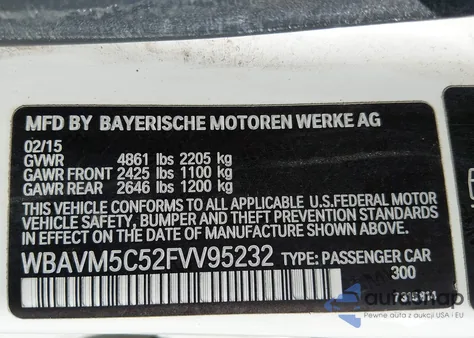 MFD BY BAYERISCHE MOTOREN WERKE AG
02/15
GVWR 4861 lbs 2205 kg
GAWR FRONT 2425 lbs 1100 kg
GAWR REAR 2646 lbs 1200 kg
THIS VEHICLE CONFORMS TO ALL APPLICABLE U.S.FEDERAL MOTOR
VEHICLE SAFETY, BUMPER AND THEFT PREVENTION STANDARDS
IN EFFECT ON THE DATE OF MANUFACTURE SHOWN ABOVE.
WBAVM5C52FVV95232 TYPE: PASSENGER CAR
300
autoimport
Pewne auta z aukcji USA i EU